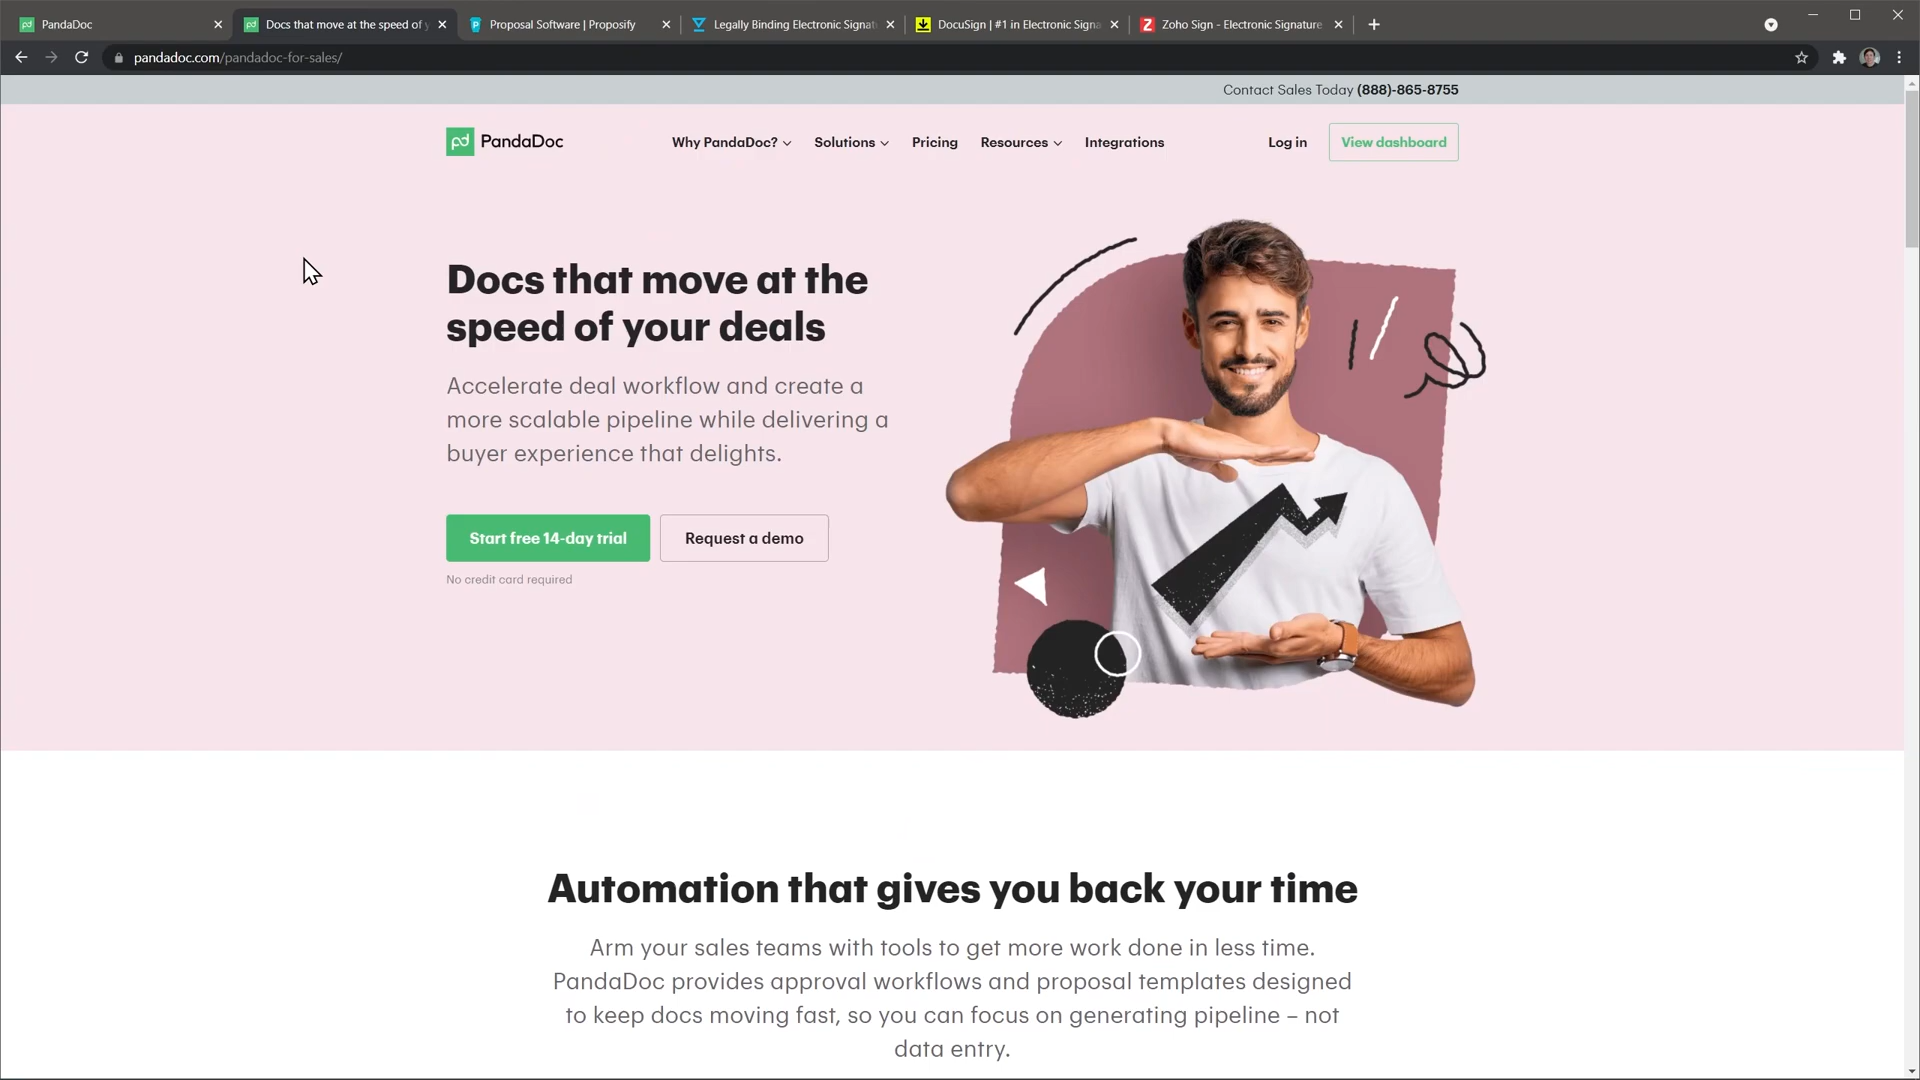 PandaDoc
Docs that move at the speed of y
Proposal Software | Proposify
Legally Binding Electronic Signatu
DocuSign | #1 in Electronic Signa
Zoho Sign - Electronic Signature
pandadoc.com/pandadoc-for-sales/
Contact Sales Today (888)-865-8755
pd PandaDoc
Why PandaDoc?
Solutions
Pricing
Resources
Integrations
Log in
View dashboard
Docs that move at the
speed of your deals
Accelerate deal workflow and create a
more scalable pipeline while delivering a
buyer experience that delights.
Start free 14-day trial
Request a demo
No credit card required
Automation that gives you back your time
Arm your sales teams with tools to get more work done in less time.
PandaDoc provides approval workflows and proposal templates designed
to keep docs moving fast, so you can focus on generating pipeline – not
data entry.